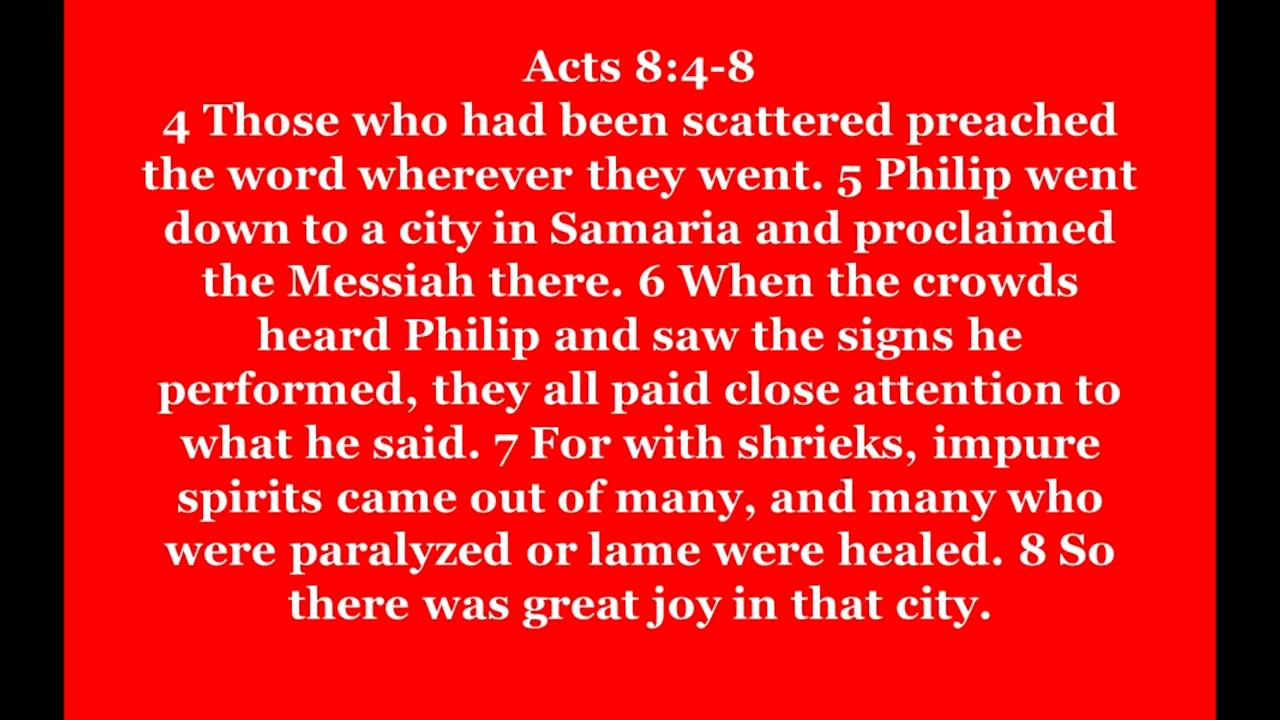 Acts 8:4-8
4 Those who had been scattered preached
the word wherever they went. 5 Philip went
down to a city in Samaria and proclaimed
the Messiah there. 6 When the crowds
heard Philip and saw the signs he
performed, they all paid close attention to
what he said. 7 For with shrieks, impure
spirits came out of many, and many who
were paralyzed or lame were healed. 8 So
there was great joy in that city.